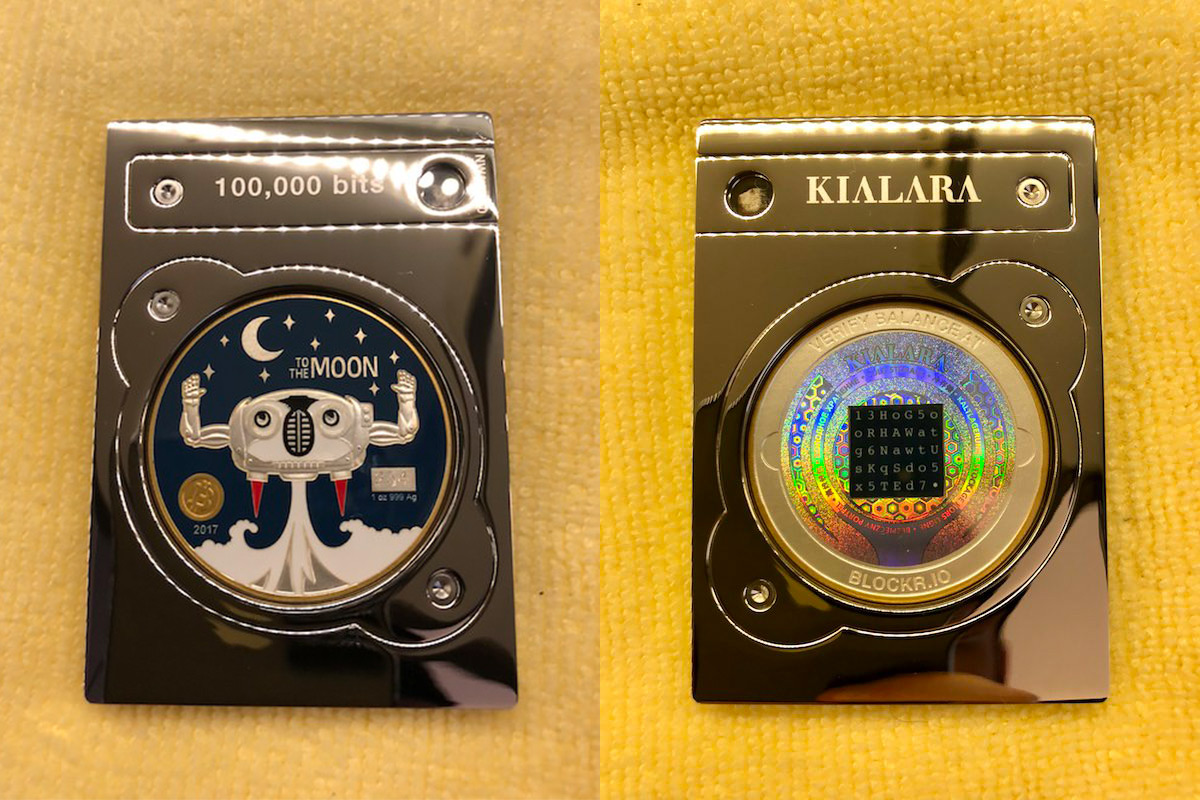 100,000 bits
TO
THE MOON
1 oz 999 Ag
2017
KIALARA
VERIFY BALANCE AT
KIALARA
13HoG5o
oRHAWat
g6NawtU
sKqSdo5
x5TEd7•
BLOCKR.IO